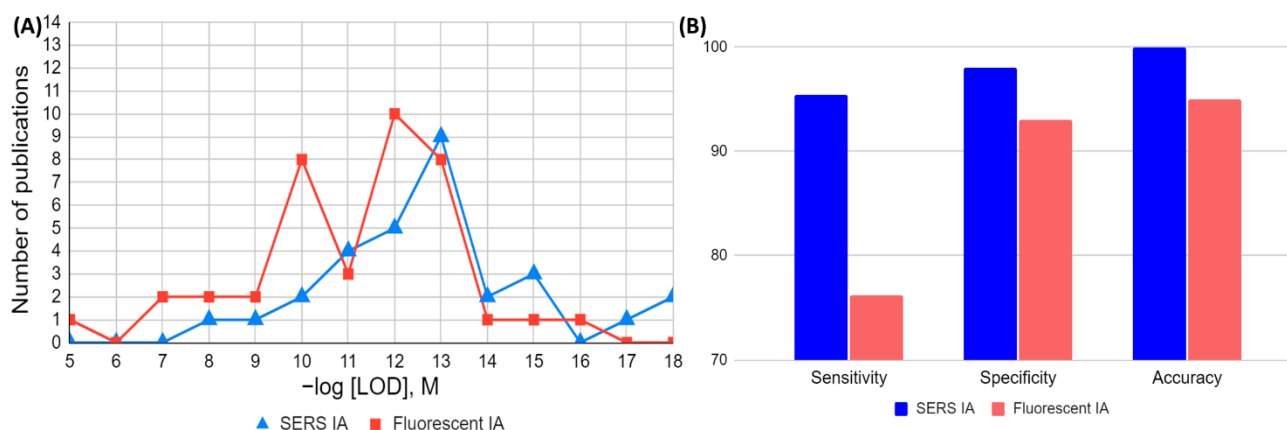 (A)
Number of publications
14
13
12
11
10
9
8
7
6
5
4
3
2
1
0
5 6 7 8 9 10 11 12 13 14 15 16 17 18
−log [LOD], M
SERS IA Fluorescent IA
(B)
100
90
80
70
Sensitivity Specificity Accuracy
SERS IA Fluorescent IA